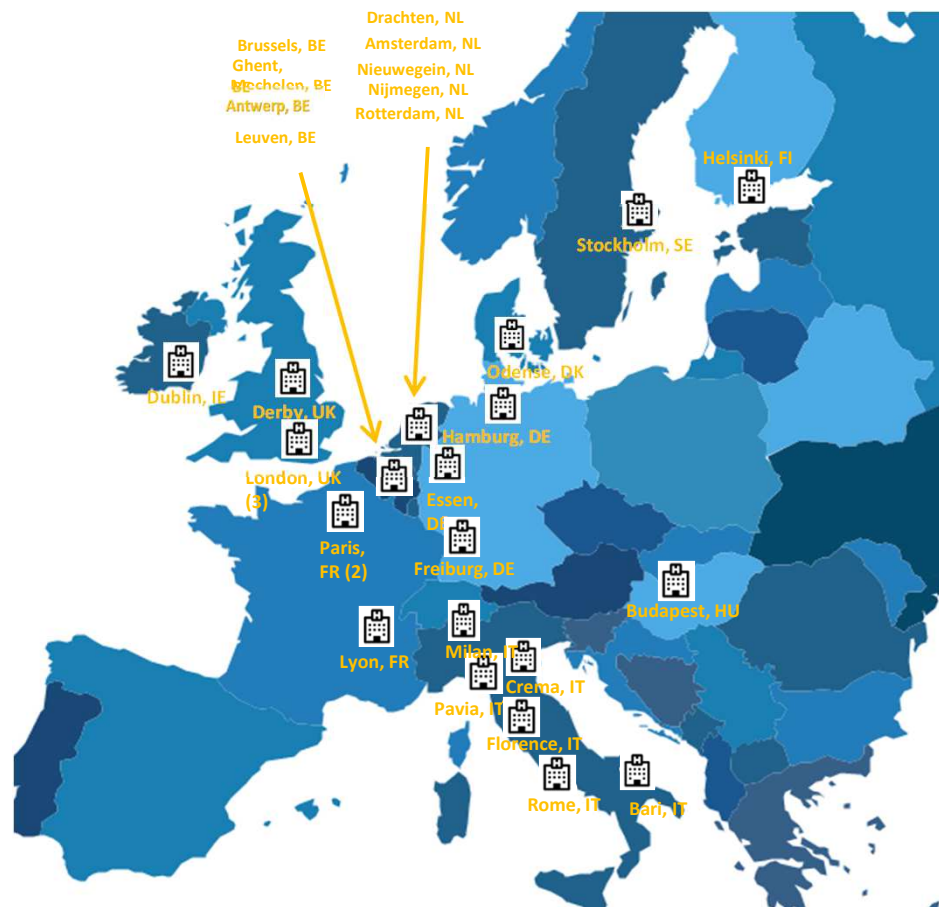 Drachten, NL
Brussels, BE
Amsterdam, NL
Ghent,
BE
Nieuwegein, NL
Mechelen, BE
Nijmegen, NL
Antwerp, BE
Rotterdam, NL
Leuven, BE
Helsinki, FI
H
H
Stockholm, SE
H
H
Odense, DK
H
Dublin, IE
Derby, UK
H
H
Hamburg, DE
H
H
H
London, UK
(3)
Essen,
DE
H
H
Paris,
FR (2)
Freiburg, DE
H
Budapest, HU
H
H
Milan, IT
Lyon, FR
H
H
Crema, IT
Pavia, IT
H
Florence, IT
H
H
Rome, IT
Bari, IT